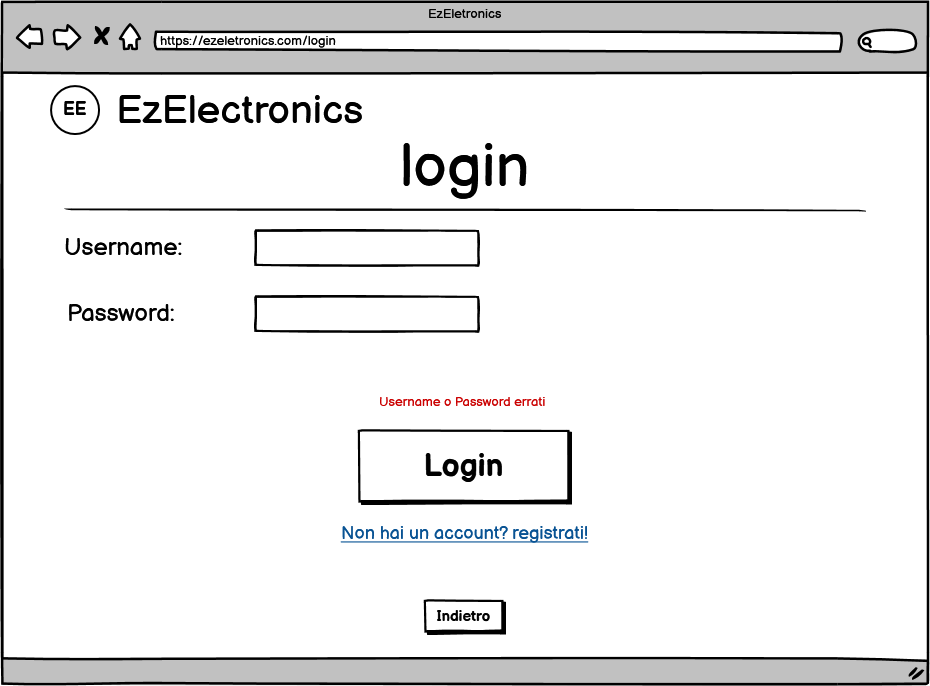 EzEletronics
https://ezeletronics.com/login
EE
EzElectronics
login
Username:
Password:
Username o Password errati
Login
Non hai un account? registrati!
Indietro